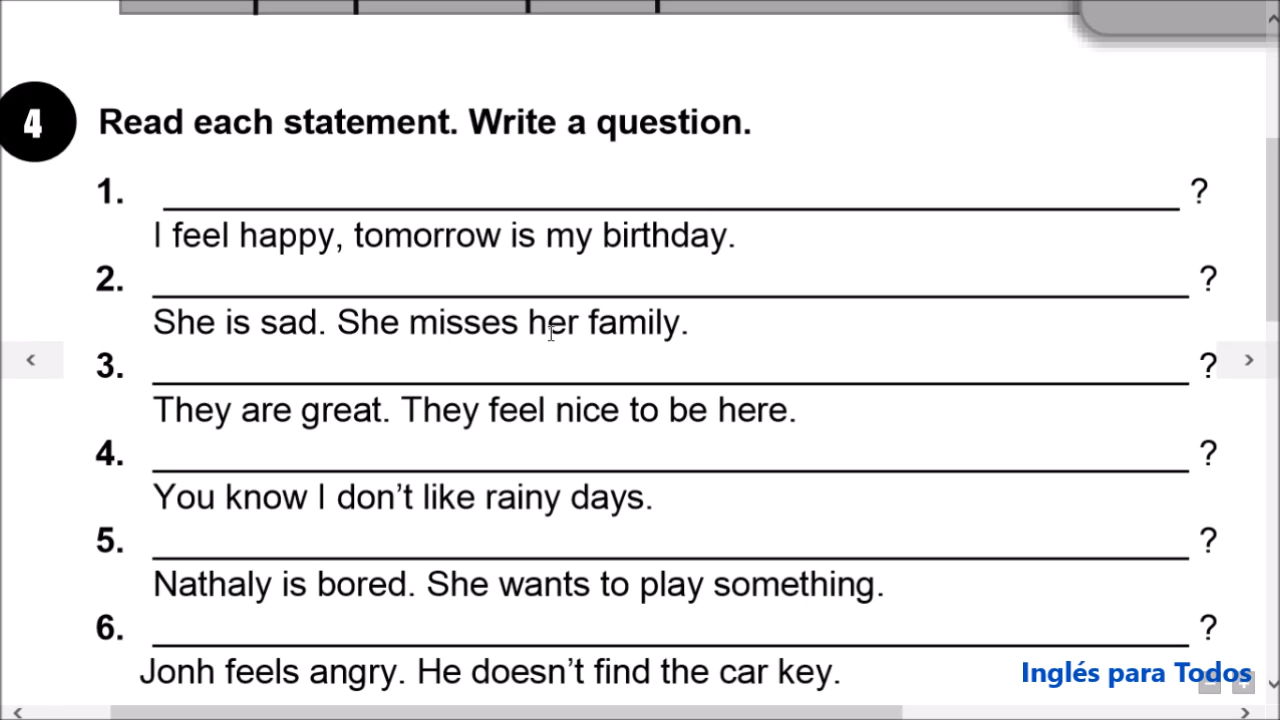 4 Read each statement. Write a question.
1. ?
I feel happy, tomorrow is my birthday.
2. ?
She is sad. She misses her family.
3. ?
They are great. They feel nice to be here.
4. ?
You know I don’t like rainy days.
5. ?
Nathaly is bored. She wants to play something.
6. ?
Jonh feels angry. He doesn’t find the car key.
Inglés para Todos